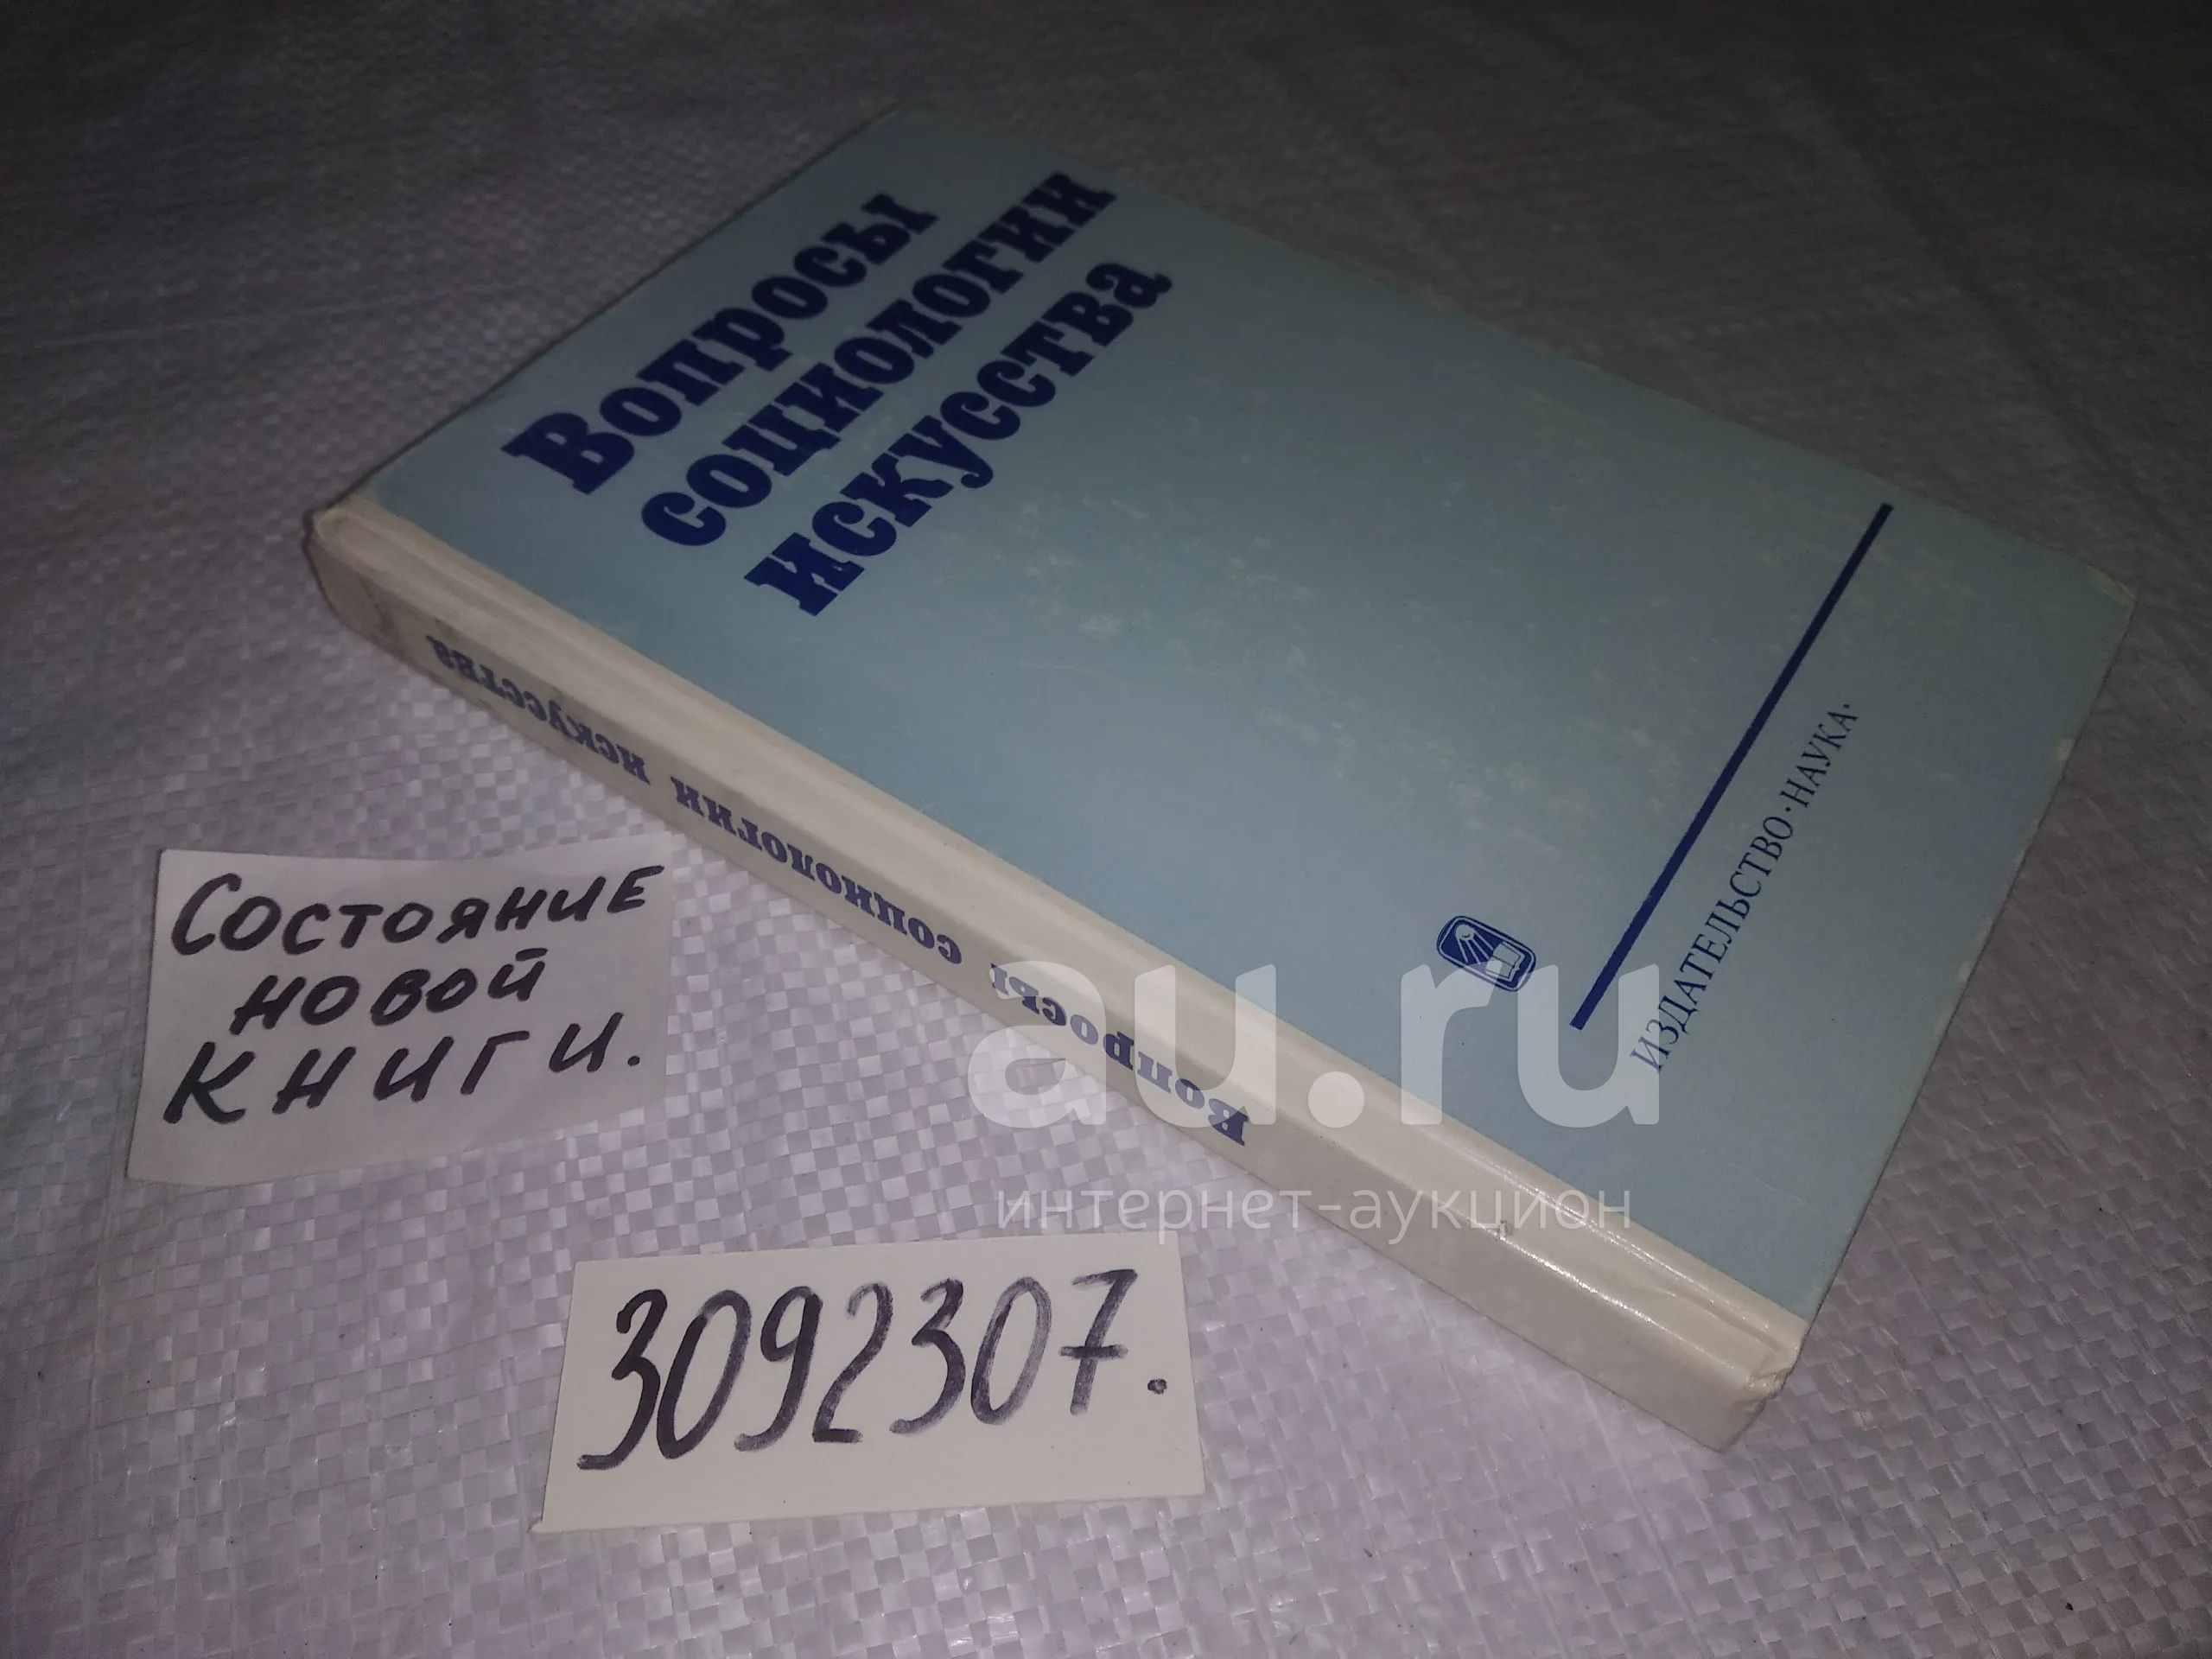 Вопросы
социологии
искусства
ИЗДАТЕЛЬСТВО·НАУКА·
Вопросы социологии искусства
Состояние
новой
книги.
3092307.
au.ru
интернет-аукцион